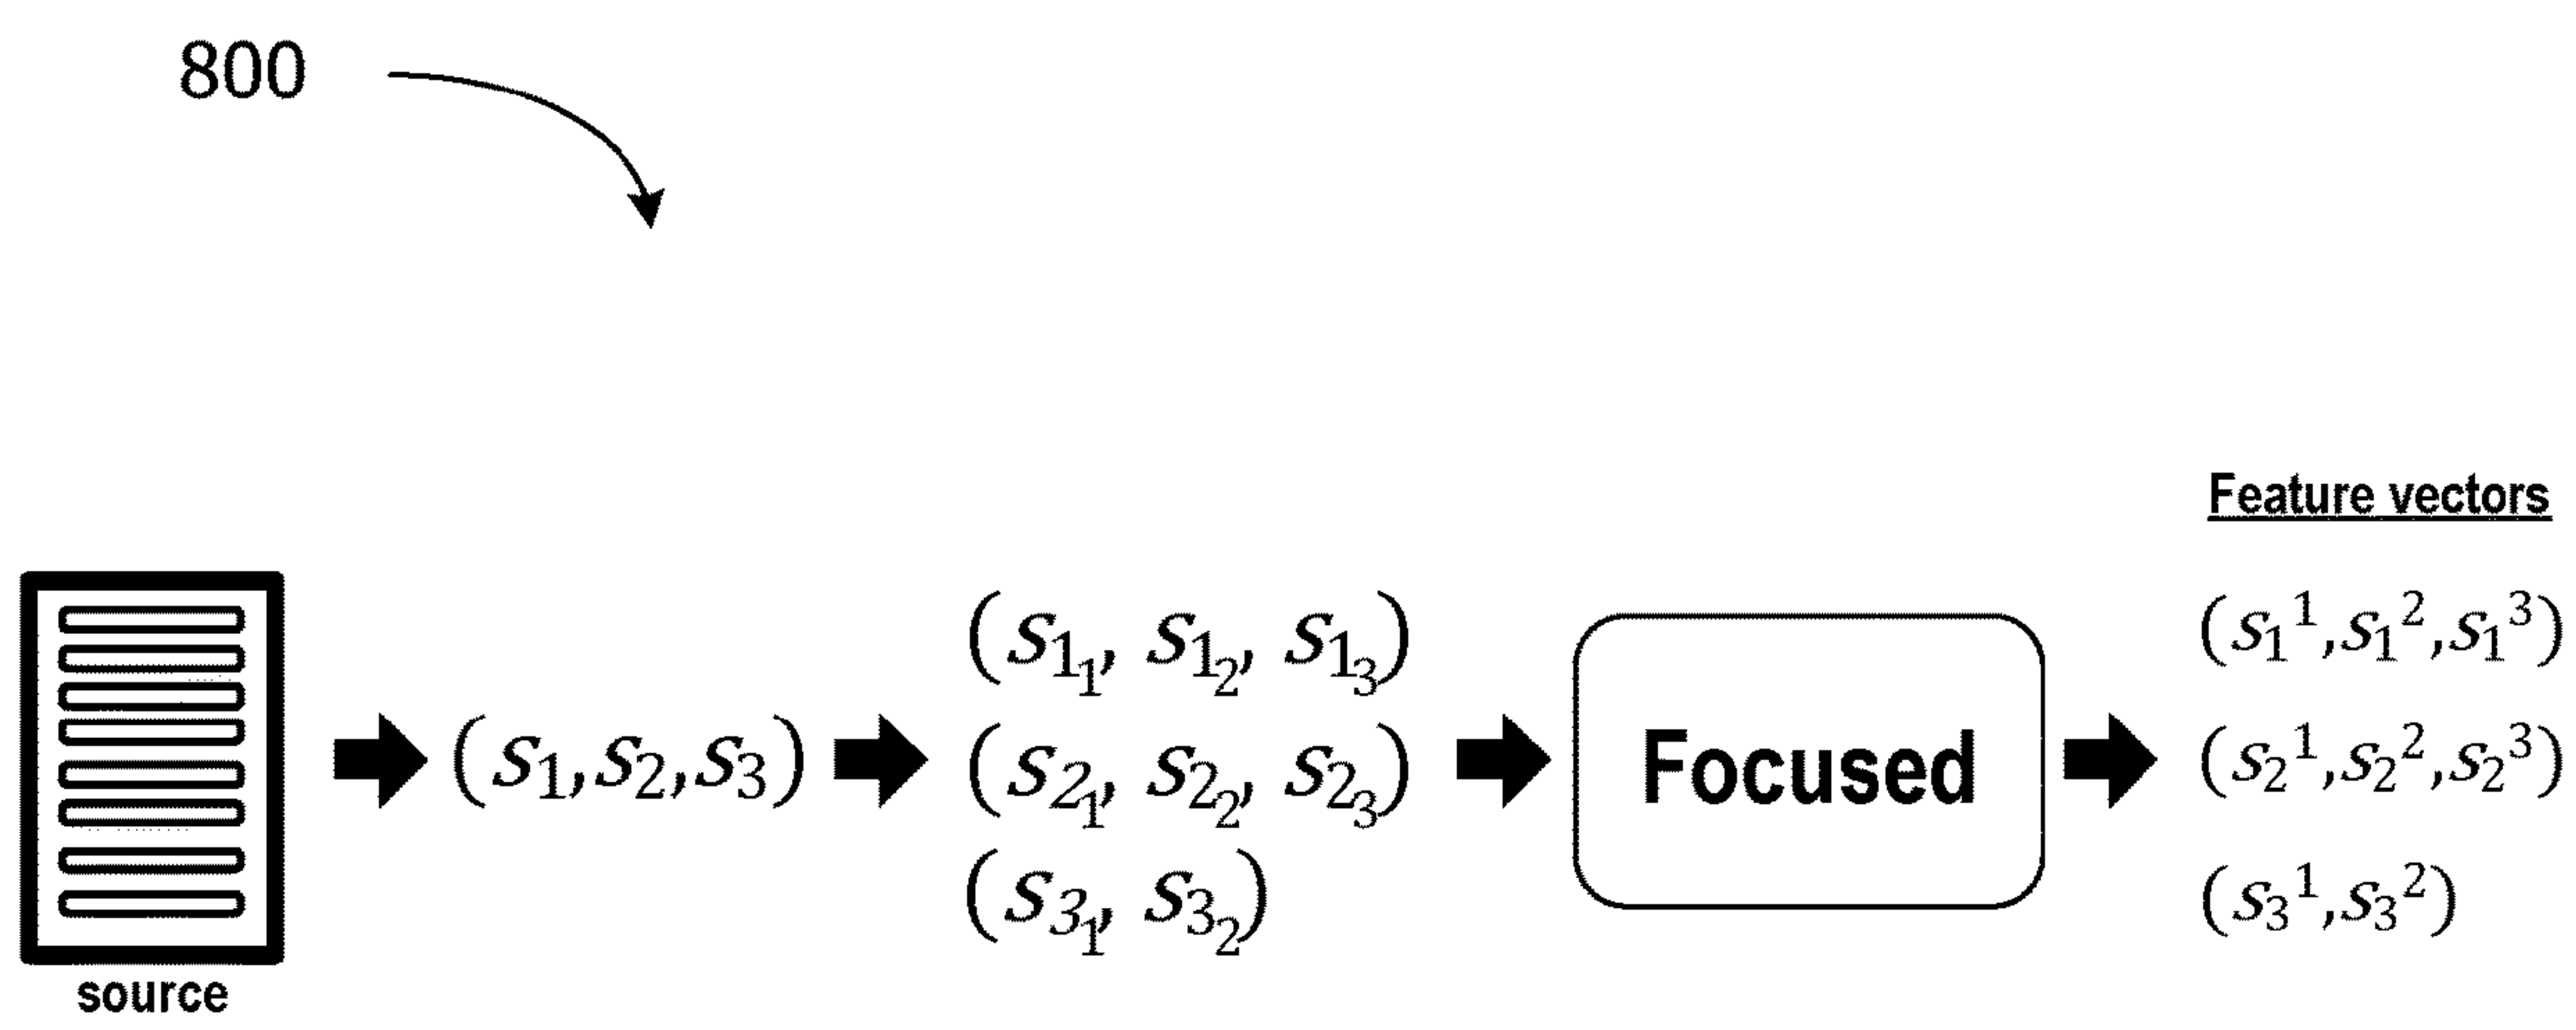 800
Feature vectors
(s₁₁, s₁₂, s₁₃)
(s₁¹,s₁²,s₁³)
(s₁,s₂,s₃)
(s₂₁, s₂₂, s₂₃)
Focused
(s₂¹,s₂²,s₂³)
(s₃₁, s₃₂)
(s₃¹,s₃²)
source